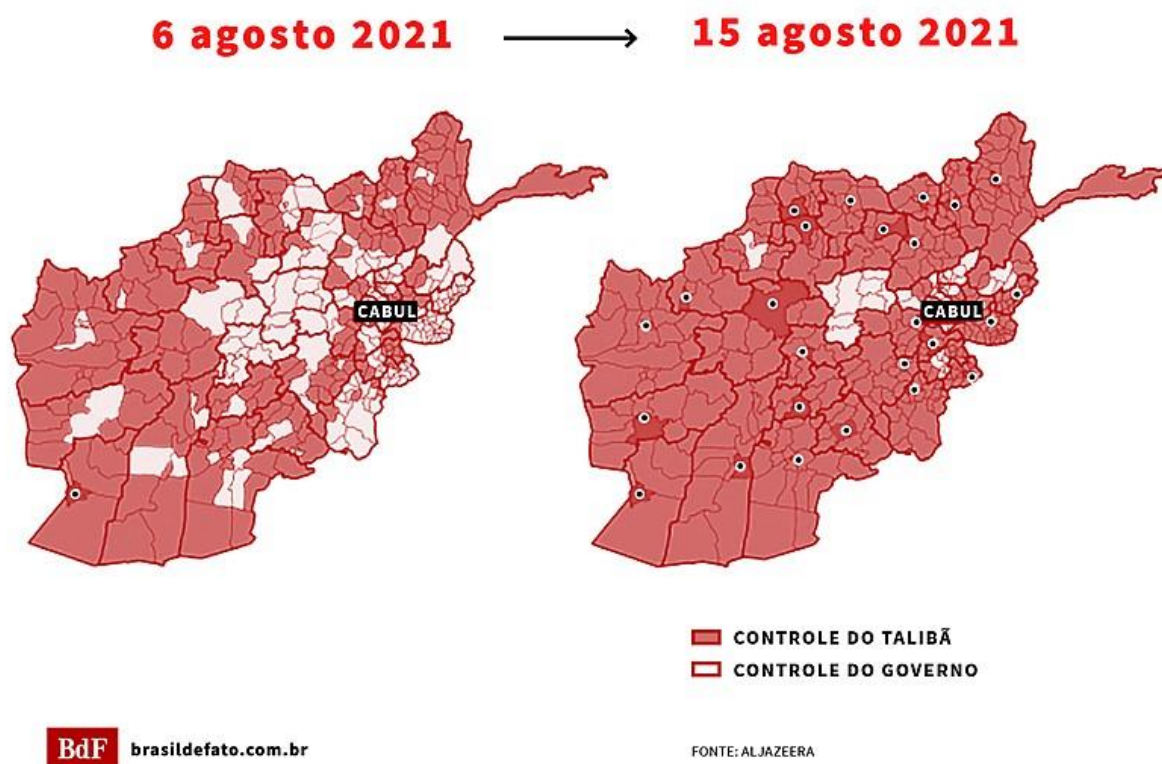 6 agosto 2021
15 agosto 2021
CABUL
CABUL
CONTROLE DO TALIBÃ
CONTROLE DO GOVERNO
BdF brasildefato.com.br
FONTE: ALJAZEERA